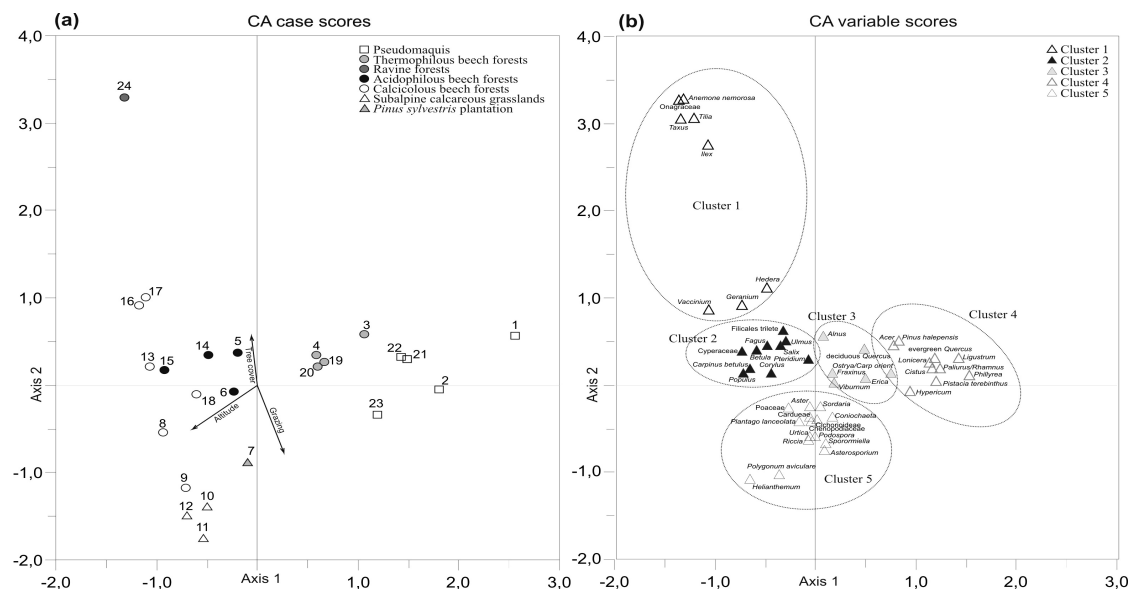 (a)
CA case scores
4,0
3,0
2,0
1,0
0,0
-1,0
-2,0
Axis 2
-2,0
-1,0
Axis 1
1,0
2,0
3,0
Pseudomaquis
Thermophilous beech forests
Ravine forests
Acidophilous beech forests
Calcicolous beech forests
Subalpine calcareous grasslands
Pinus sylvestris plantation
24
17
16
14
5
13
15
6
18
8
7
9
10
12
11
3
4
19
20
22
21
1
2
23
Tree cover
Altitude
Grazing
(b)
CA variable scores
4,0
3,0
2,0
1,0
0,0
-1,0
-2,0
Axis 2
-2,0
-1,0
Axis 1
1,0
2,0
3,0
Cluster 1
Cluster 2
Cluster 3
Cluster 4
Cluster 5
Anemone nemorosa
Onagraceae
Tilia
Taxus
Ilex
Cluster 1
Hedera
Geranium
Vaccinium
Cluster 2
Filicales trilete
Fagus
Ulmus
Cyperaceae
Salix
Betula
Pteridium
Carpinus betulus
Corylus
Populus
Cluster 3
Alnus
deciduous Quercus
Ostrya/Carp orient
Fraxinus
Erica
Viburnum
Cluster 4
Acer
Pinus halepensis
evergreen Quercus
Lonicera
Ligustrum
Paliurus/Rhamnus
Cistus
Phillyrea
Pistacia terebinthus
Hypericum
Aster
Sordaria
Poaceae
Cardueae
Coniochaeta
Plantago lanceolata
Cichorioideae
Chenopodiaceae
Urtica
Podospora
Riccia
Sporormiella
Asterosporium
Polygonum aviculare
Helianthemum
Cluster 5